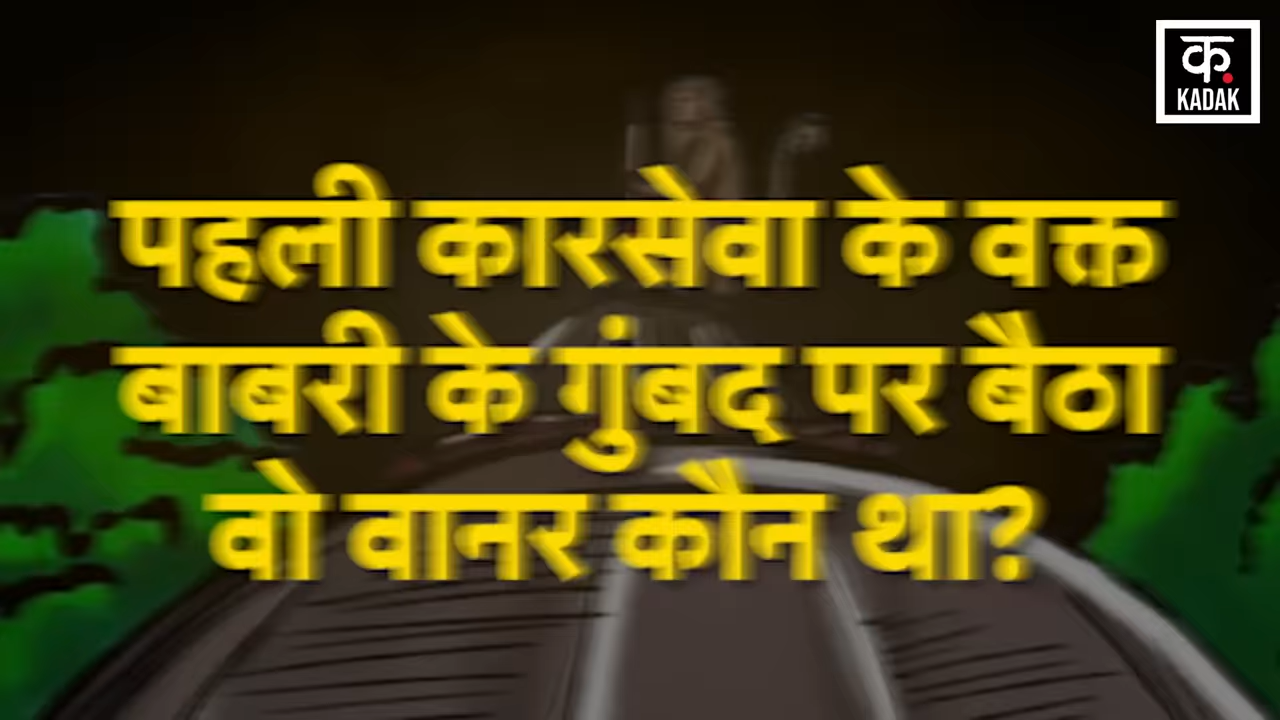 क.
KADAK
पहली कारसेवा के वक्त
बाबरी के गुंबद पर बैठा
वो वानर कौन था?